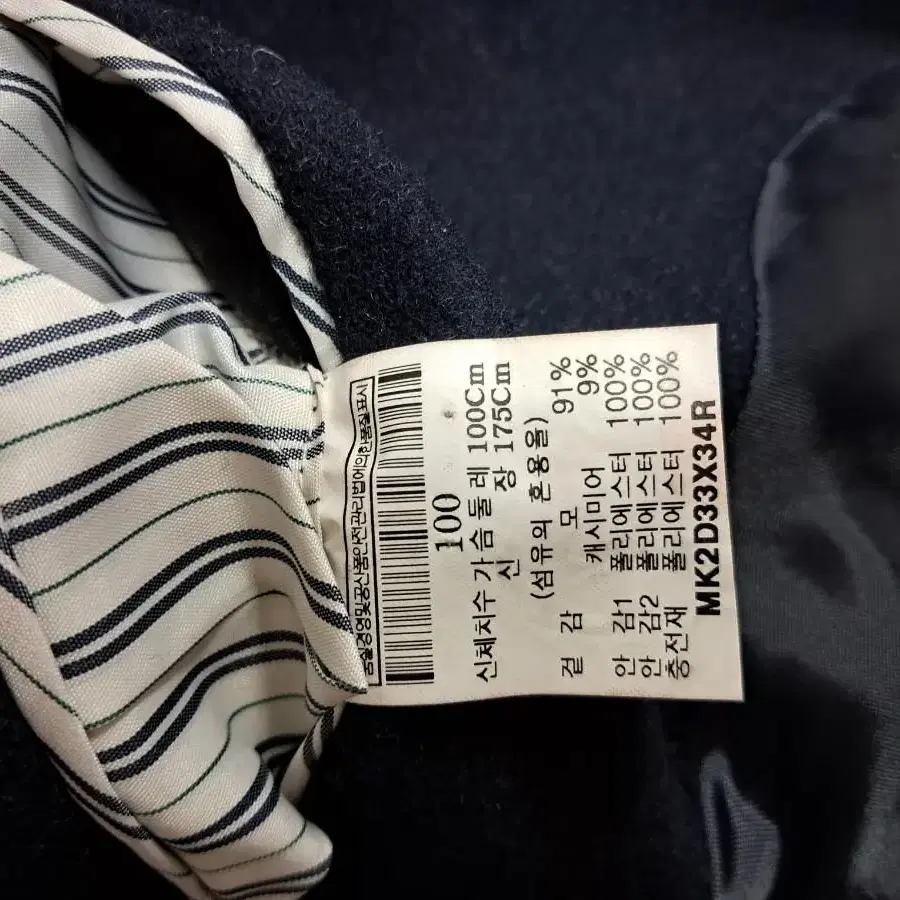 품질경영및공산품안전관리법에의한품질표시
100
신체치수 가슴둘레 100Cm
신 장 175Cm
(섬유의 혼용율)
겉 감 모 91%
캐시미어 9%
안 감1 폴리에스터 100%
안 감2 폴리에스터 100%
충전재 폴리에스터 100%
MK2D33X34R